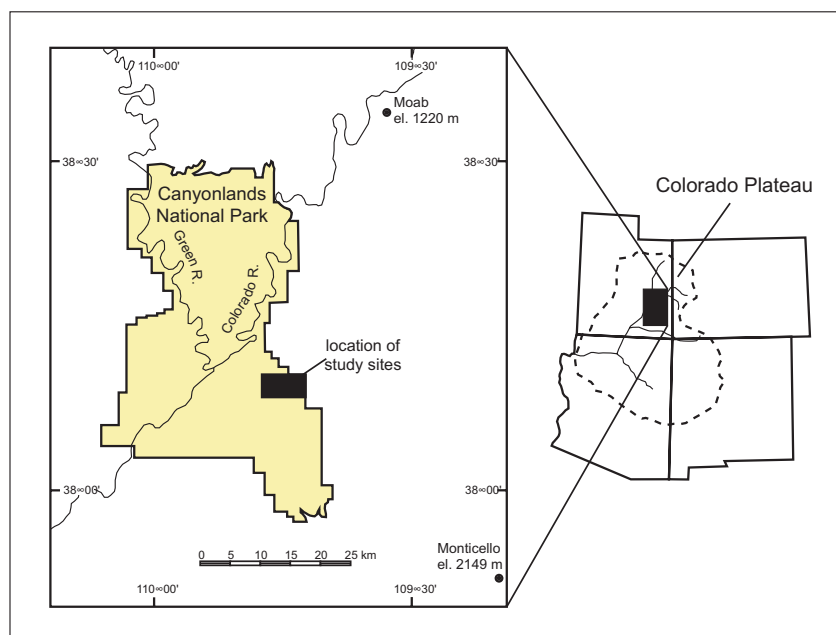 110∞00'
109∞30'
Moab
el. 1220 m
38∞30'
38∞30'
Canyonlands
National Park
Green R.
Colorado R.
Colorado Plateau
location of
study sites
38∞00'
38∞00'
0 5 10 15 20 25 km
Monticello
el. 2149 m
110∞00'
109∞30'